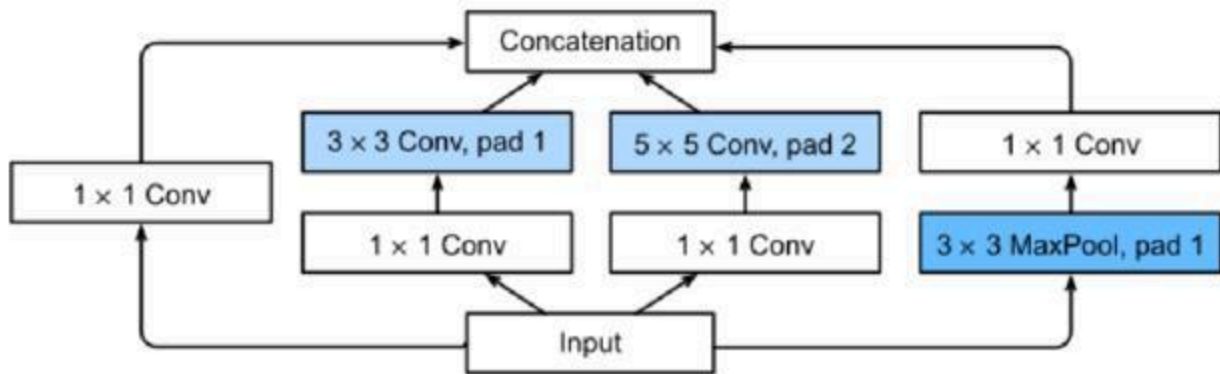 Concatenation
3 × 3 Conv, pad 1
5 × 5 Conv, pad 2
1 × 1 Conv
1 × 1 Conv
1 × 1 Conv
1 × 1 Conv
3 × 3 MaxPool, pad 1
Input